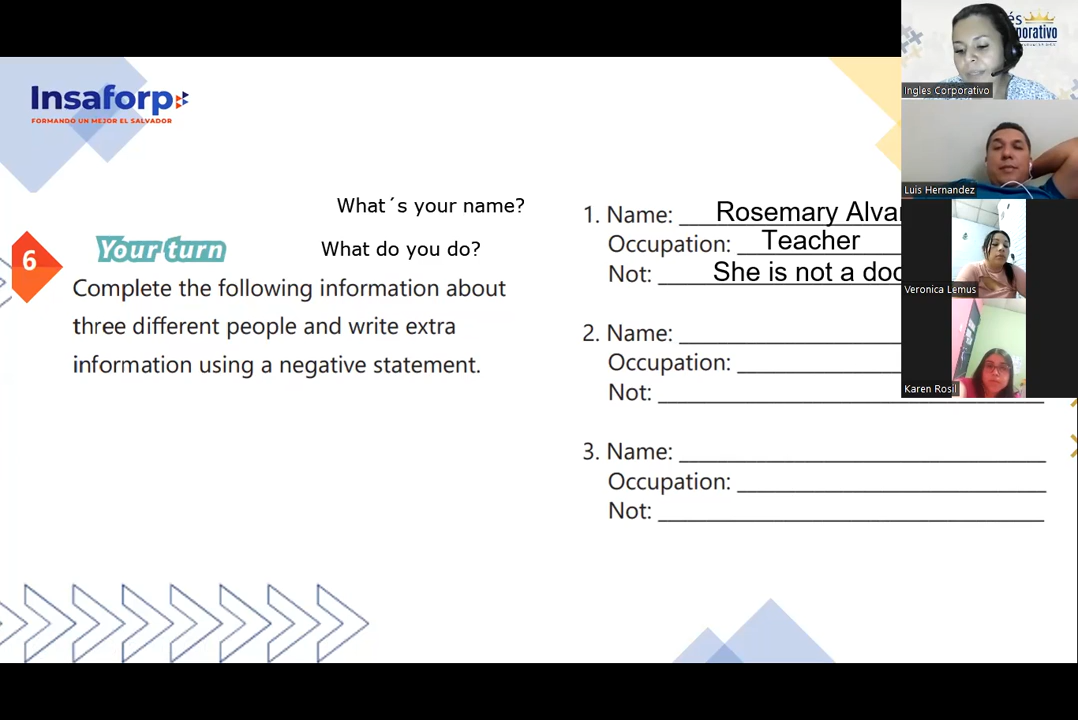 Insaforp
FORMANDO UN MEJOR EL SALVADOR
What´s your name?
6 Your turn
What do you do?
Complete the following information about
three different people and write extra
information using a negative statement.
1. Name: Rosemary
Occupation: Teacher
Not: She is not a
2. Name:
Occupation:
Not:
3. Name:
Occupation:
Not:
Ingles Corporativo
Luis Hernandez
Veronica Lemus
Karen Rosil